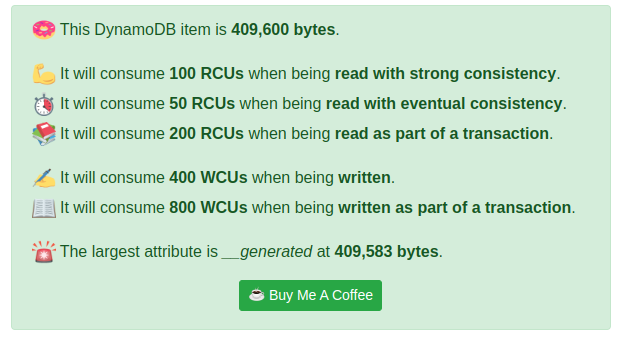 This DynamoDB item is 409,600 bytes.
It will consume 100 RCUs when being read with strong consistency.
It will consume 50 RCUs when being read with eventual consistency.
It will consume 200 RCUs when being read as part of a transaction.
It will consume 400 WCUs when being written.
It will consume 800 WCUs when being written as part of a transaction.
The largest attribute is __generated at 409,583 bytes.
Buy Me A Coffee